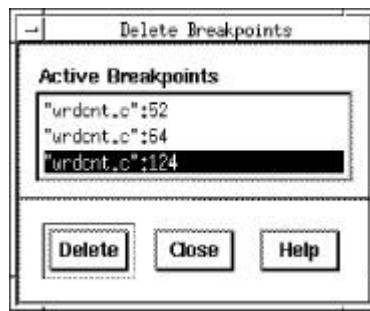 Delete Breakpoints
Active Breakpoints
"wrdcnt.c":52
"wrdcnt.c":64
"wrdcnt.c":124
Delete Close Help